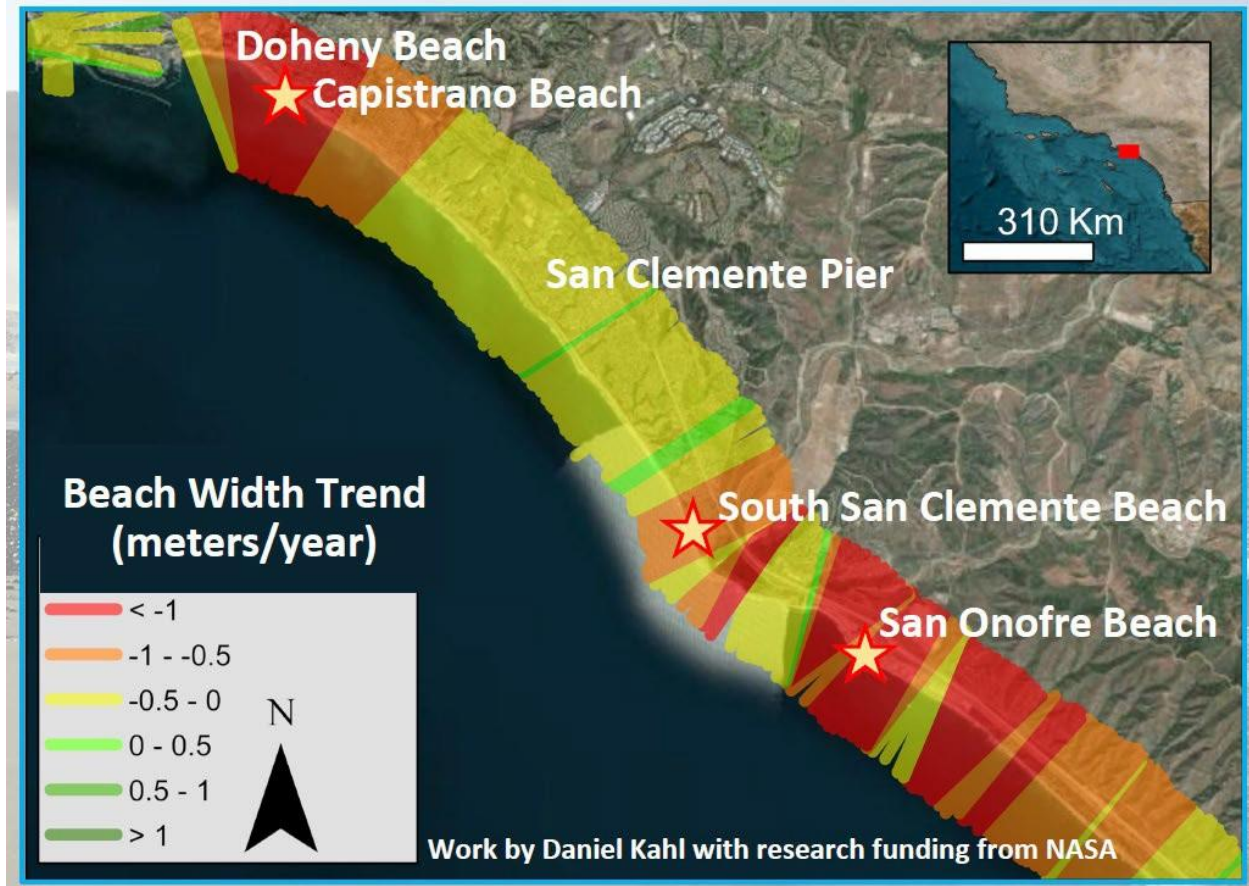 Doheny Beach
Capistrano Beach
310 Km
San Clemente Pier
Beach Width Trend
(meters/year)
South San Clemente Beach
San Onofre Beach
< -1
-1 - -0.5
-0.5 - 0
0 - 0.5
0.5 - 1
> 1
N
Work by Daniel Kahl with research funding from NASA